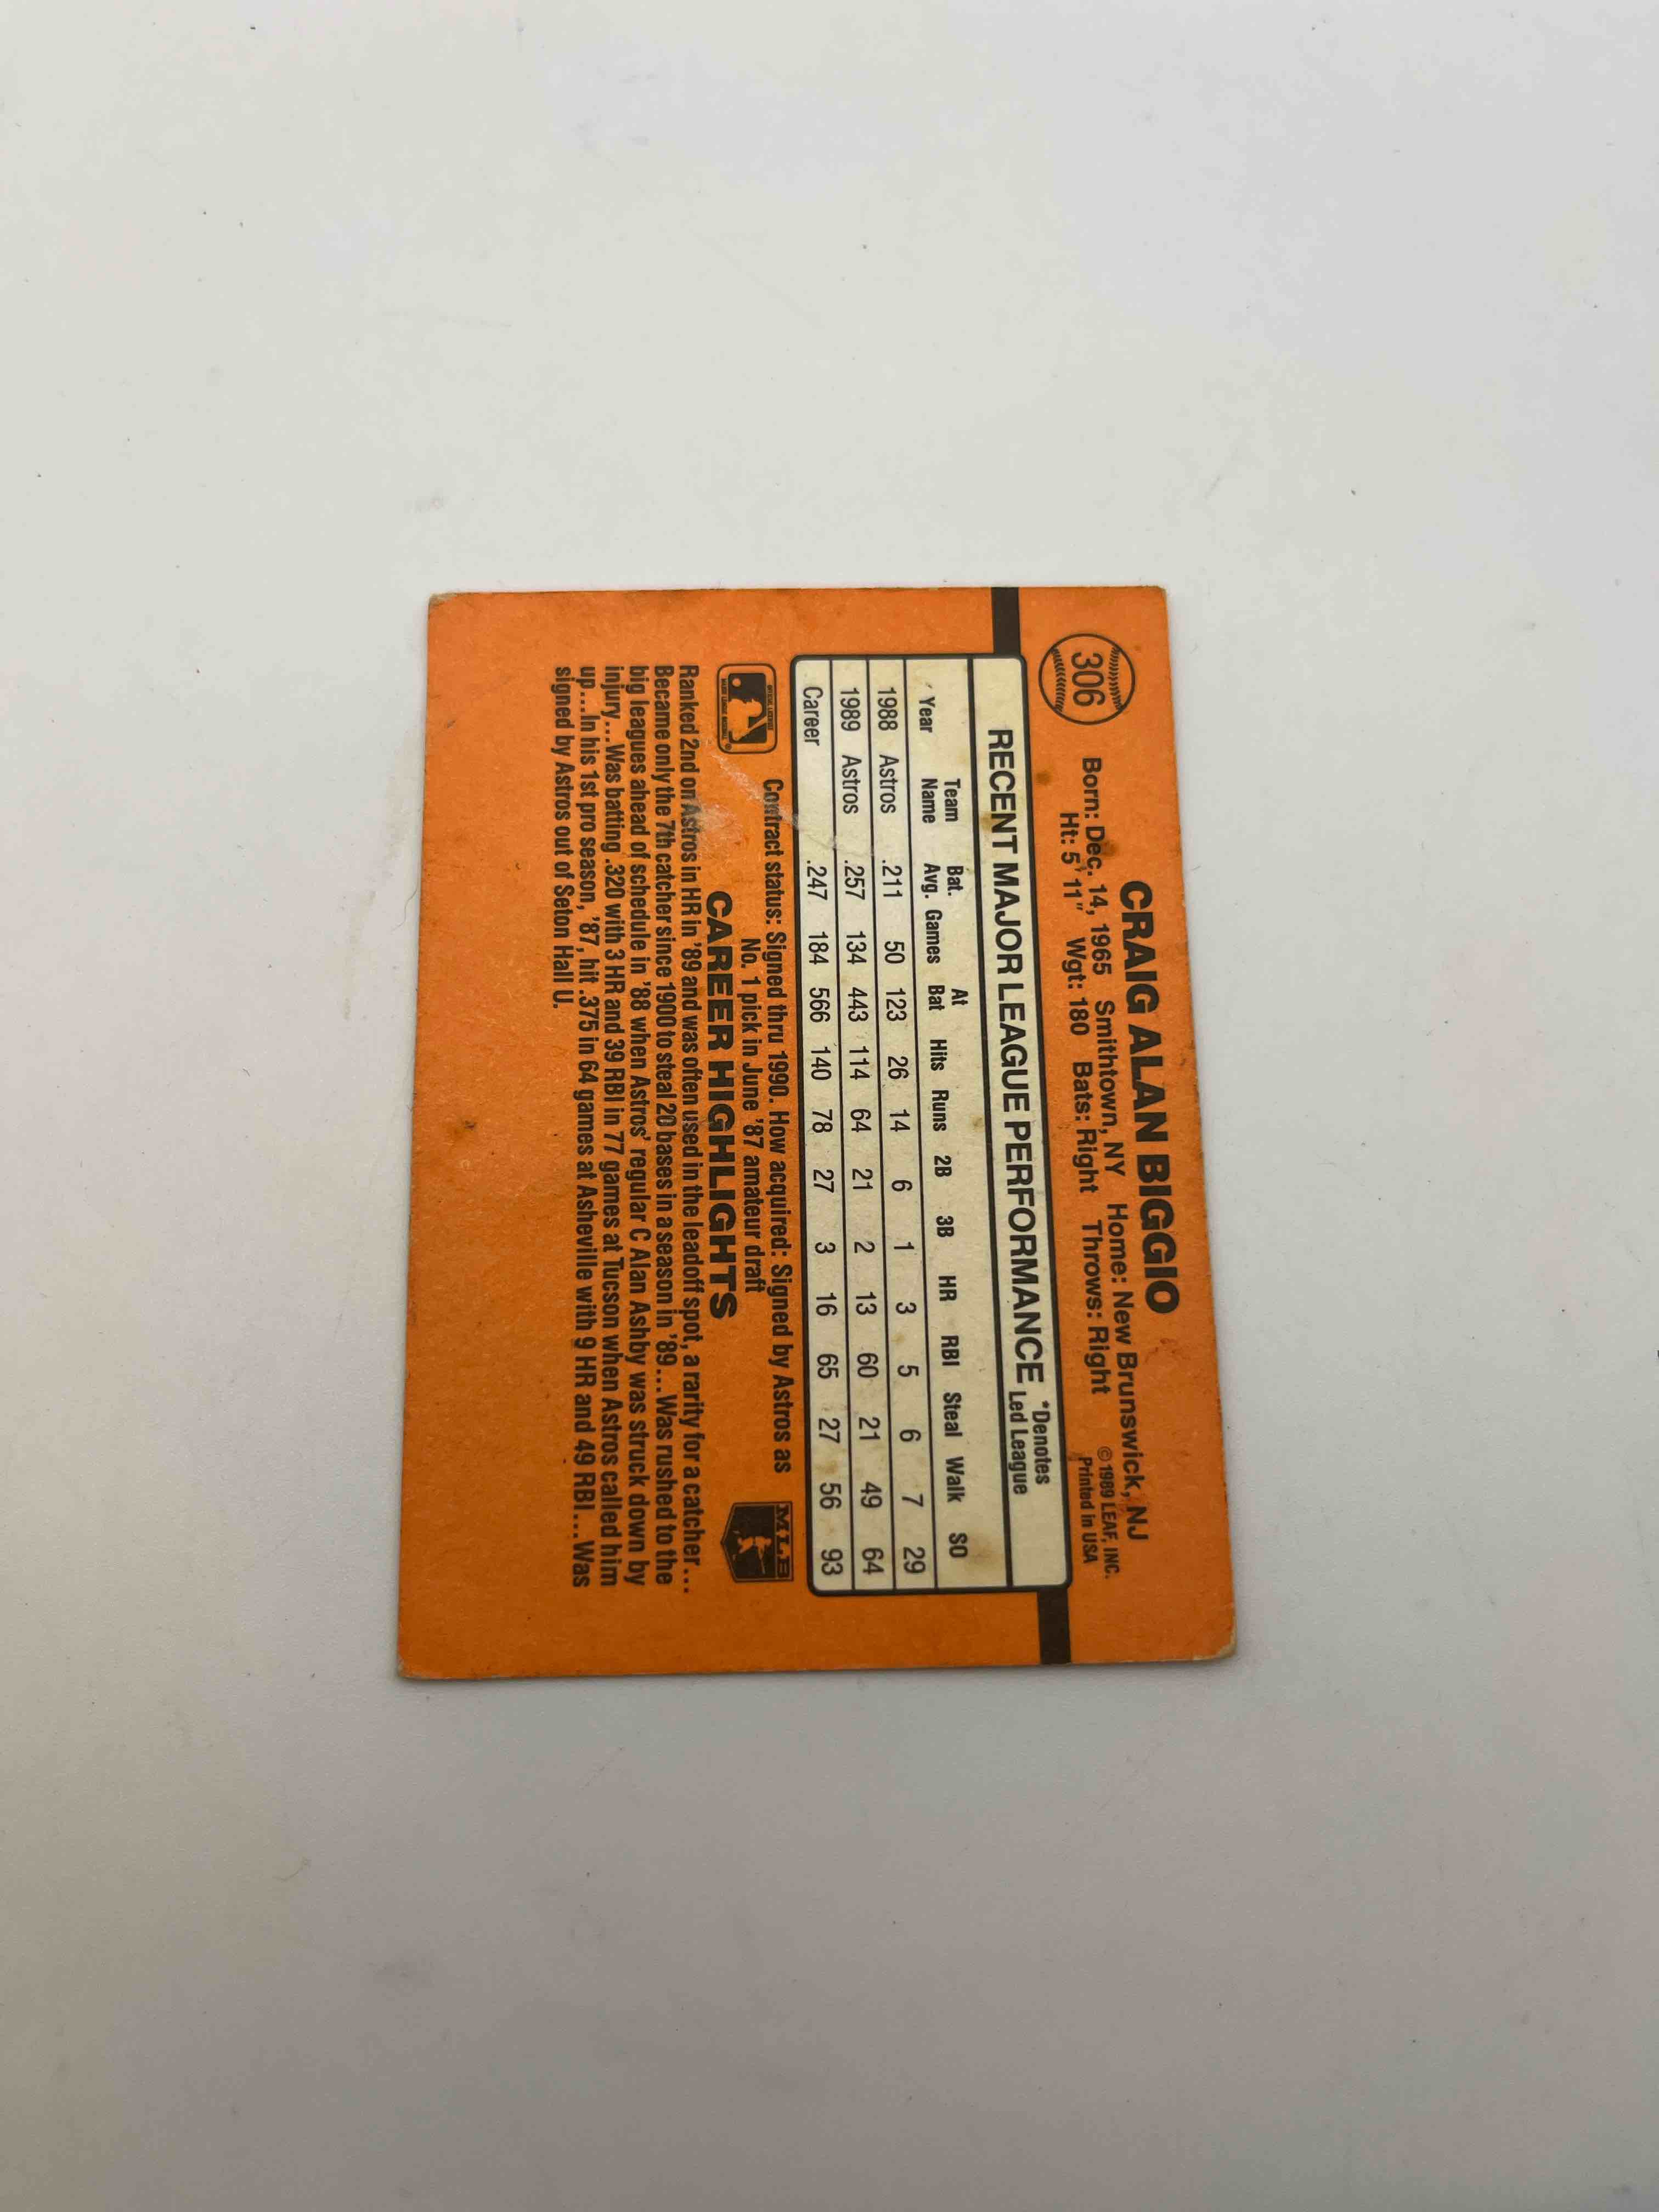 306
CRAIG ALAN BIGGIO
Born: Dec. 14, 1965 Smithtown, NY Home: New Brunswick, NJ
Ht: 5' 11" Wgt: 180 Bats: Right Throws: Right
© 1989 LEAF, INC.
Printed in USA
RECENT MAJOR LEAGUE PERFORMANCE *Denotes Led League
Year Team Name Bat. Avg. Games At Bat Hits Runs 2B 3B HR RBI Steal Walk SO
1988 Astros .211 50 123 26 14 6 1 3 5 6 7 29
1989 Astros .257 134 443 114 64 21 2 13 60 21 49 64
Career .247 184 566 140 78 27 3 16 65 27 56 93
Contract status: Signed thru 1990. How acquired: Signed by Astros as
No. 1 pick in June '87 amateur draft
MLB
CAREER HIGHLIGHTS
Ranked 2nd on Astros in HR in '89 and was often used in the leadoff spot, a rarity for a catcher...
Became only the 7th catcher since 1900 to steal 20 bases in a season in '89...Was rushed to the
big leagues ahead of schedule in '88 when Astros' regular C Alan Ashby was struck down by
injury...Was batting .320 with 3 HR and 39 RBI in 77 games at Tucson when Astros called him
up...In his 1st pro season, '87, hit .375 in 64 games at Asheville with 9 HR and 49 RBI...Was
signed by Astros out of Seton Hall U.